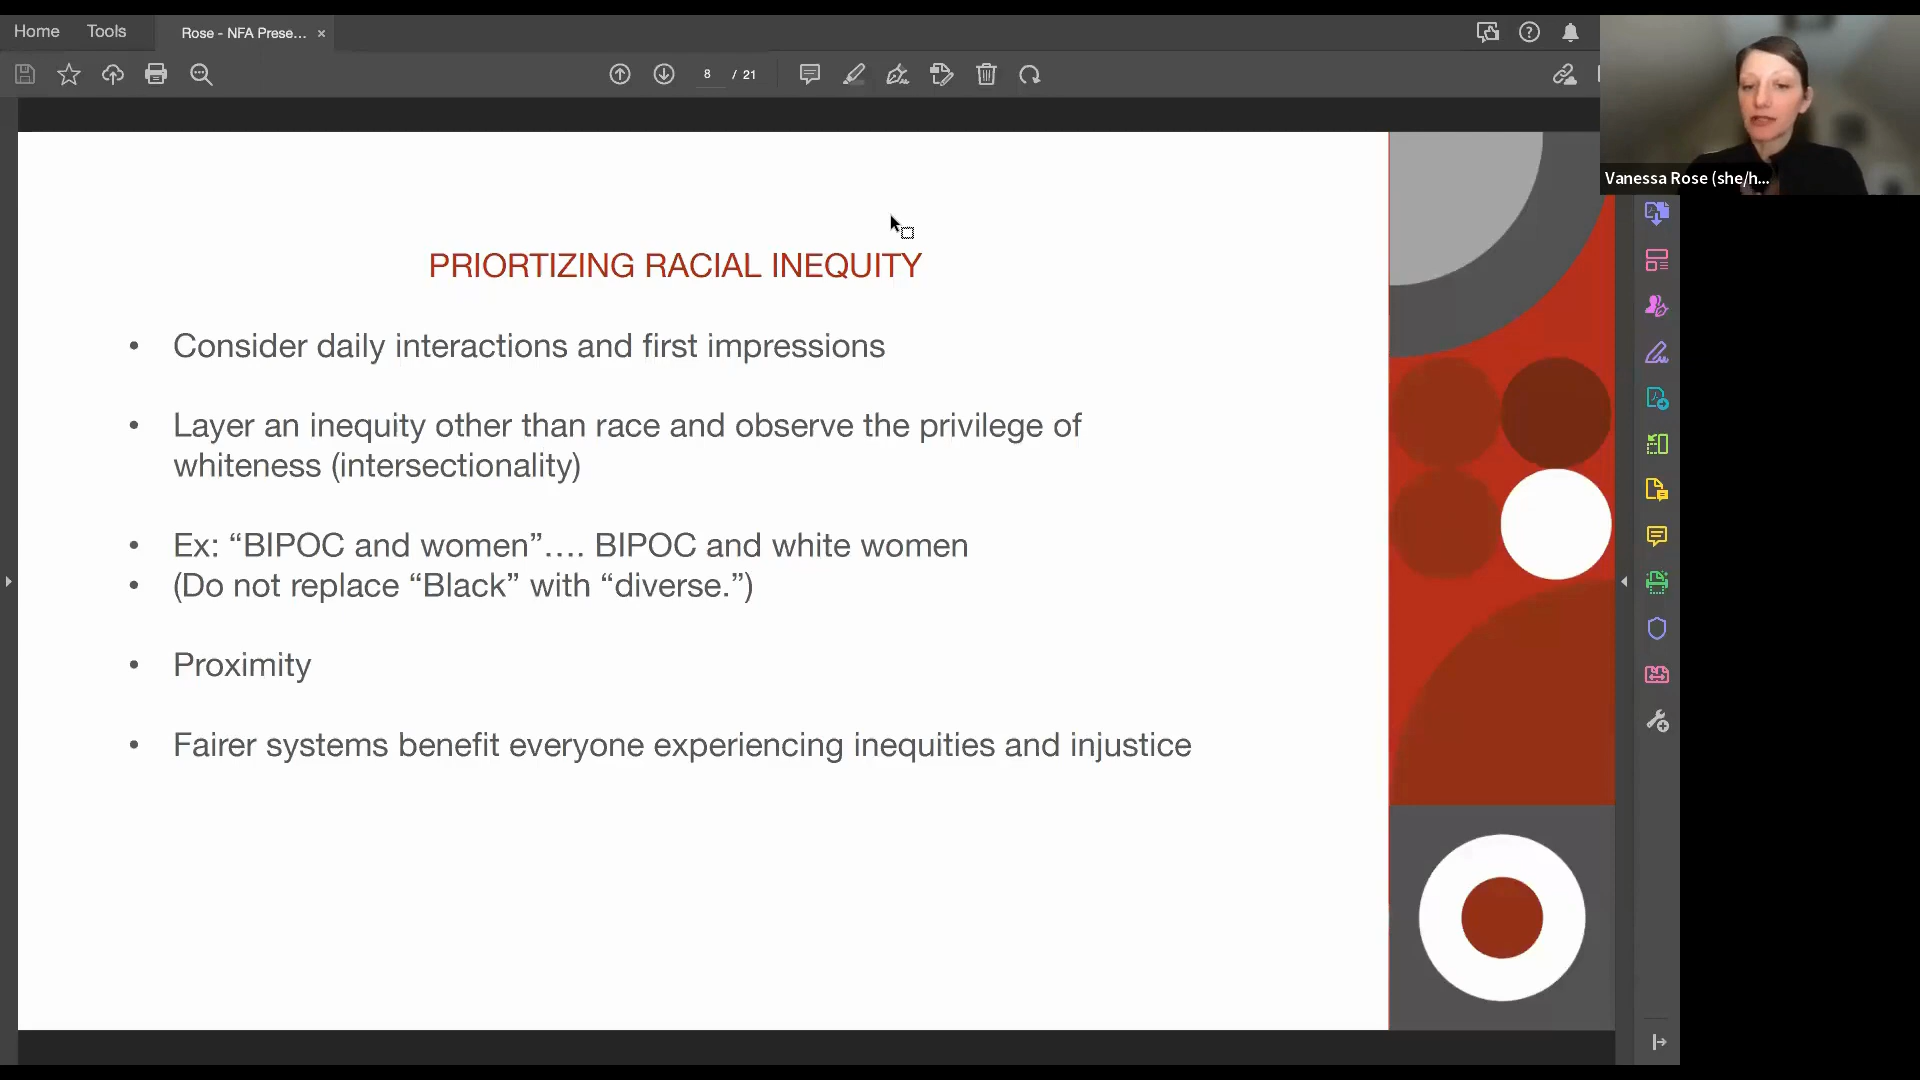 Home Tools Rose - NFA Prese... ×
8 / 21
Vanessa Rose (she/h...
PRIORTIZING RACIAL INEQUITY
• Consider daily interactions and first impressions
• Layer an inequity other than race and observe the privilege of
whiteness (intersectionality)
• Ex: “BIPOC and women”…. BIPOC and white women
• (Do not replace “Black” with “diverse.”)
• Proximity
• Fairer systems benefit everyone experiencing inequities and injustice